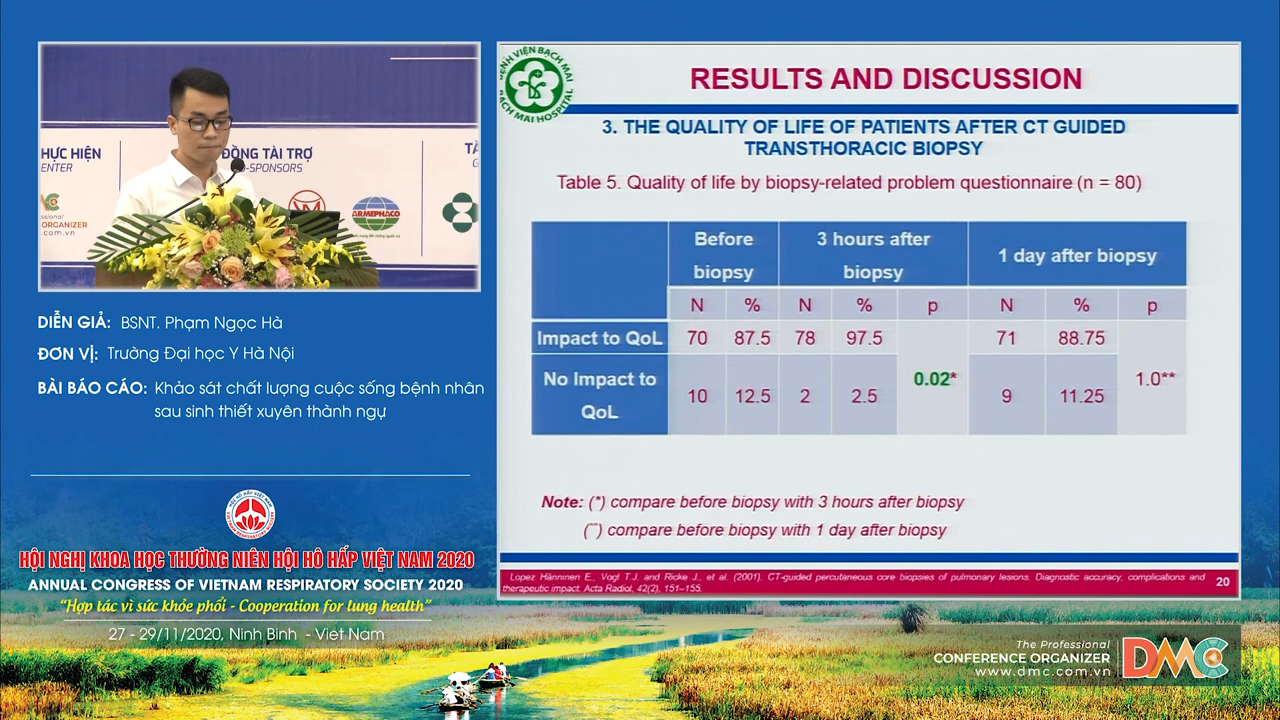 HỰC HIỆN
ENTER
ĐỒNG TÀI TRỢ
CO-SPONSORS
TÀ
ARMEPHACO
ORGANIZER
.com.vn
DIỄN GIẢ: BSNT. Phạm Ngọc Hà
ĐƠN VỊ: Trường Đại học Y Hà Nội
BÀI BÁO CÁO: Khảo sát chất lượng cuộc sống bệnh nhân
sau sinh thiết xuyên thành ngự
HỘI NGHỊ KHOA HỌC THƯỜNG NIÊN HỘI HÔ HẤP VIỆT NAM 2020
ANNUAL CONGRESS OF VIETNAM RESPIRATORY SOCIETY 2020
“Hợp tác vì sức khỏe phổi - Cooperation for lung health”
27 - 29/11/2020, Ninh Binh - Viet Nam
BỆNH VIỆN BẠCH MAI
BACH MAI HOSPITAL
RESULTS AND DISCUSSION
3. THE QUALITY OF LIFE OF PATIENTS AFTER CT GUIDED
TRANSTHORACIC BIOPSY
Table 5. Quality of life by biopsy-related problem questionnaire (n = 80)
Before biopsy 3 hours after biopsy 1 day after biopsy
N % N % p N % p
Impact to QoL 70 87.5 78 97.5 0.02* 71 88.75 1.0**
No Impact to QoL 10 12.5 2 2.5 9 11.25
Note: (*) compare before biopsy with 3 hours after biopsy
(**) compare before biopsy with 1 day after biopsy
Lopez Hänninen E., Vogl T.J. and Ricke J., et al. (2001). CT-guided percutaneous core biopsies of pulmonary lesions. Diagnostic accuracy, complications and
therapeutic impact. Acta Radiol, 42(2), 151–155.
20
The Professional
CONFERENCE ORGANIZER
www.dmc.com.vn
DMC